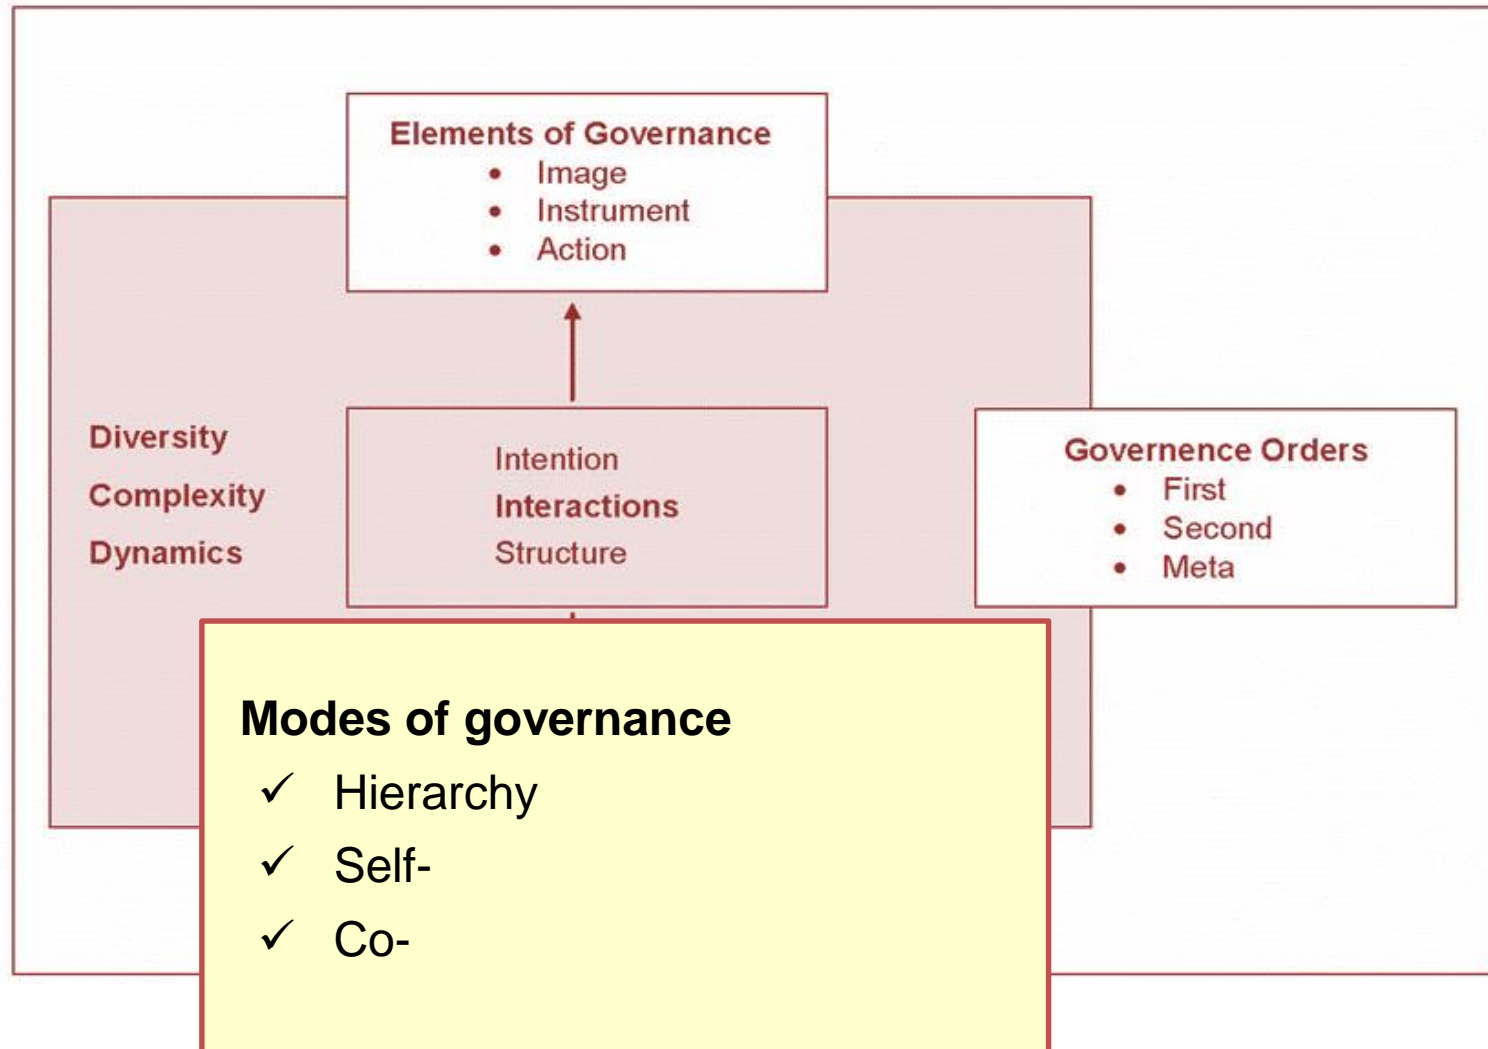 Elements of Governance
• Image
• Instrument
• Action
Diversity
Complexity
Dynamics
Intention
Interactions
Structure
Governence Orders
• First
• Second
• Meta
Modes of governance
✓ Hierarchy
✓ Self-
✓ Co-